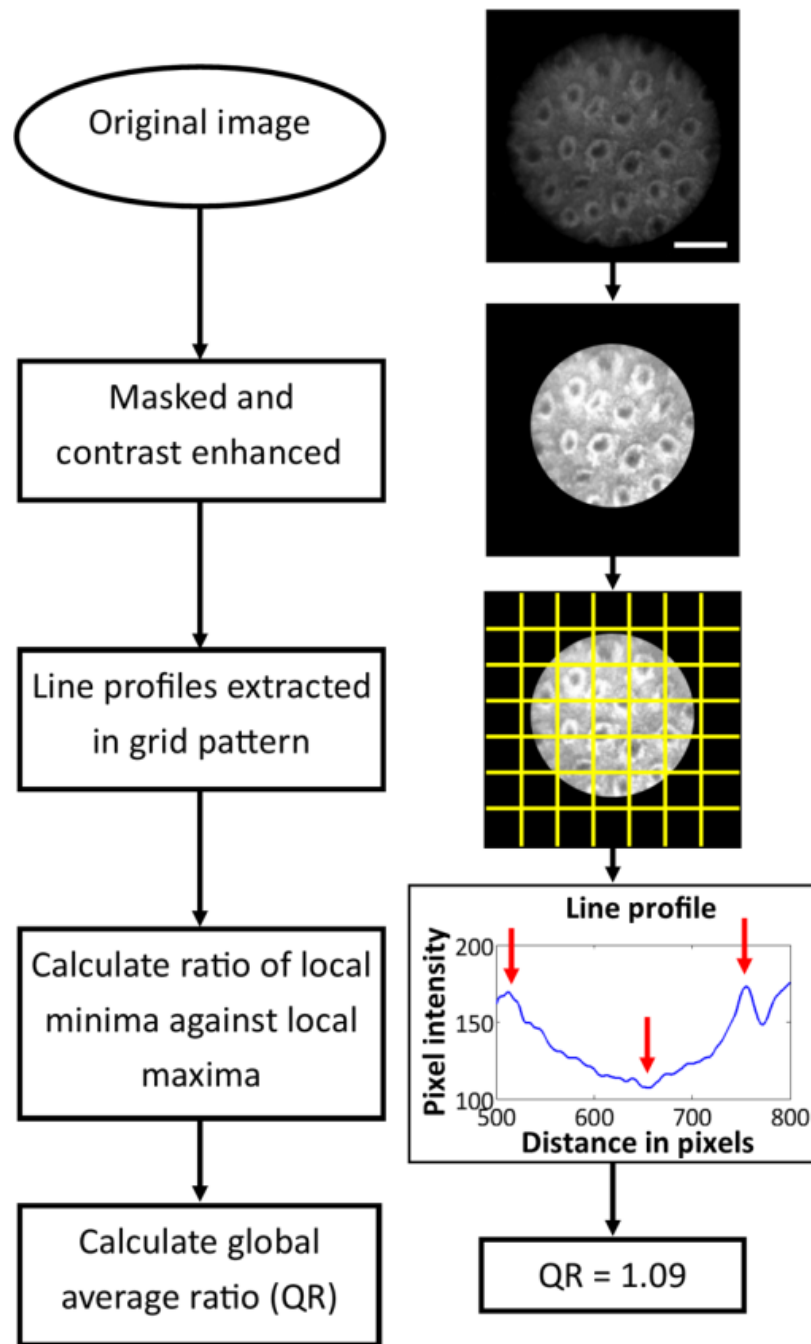 Original image
Masked and
contrast enhanced
Line profiles extracted
in grid pattern
Calculate ratio of local
minima against local
maxima
Calculate global
average ratio (QR)
Line profile
Pixel intensity
200
150
100
500 600 700 800
Distance in pixels
QR = 1.09